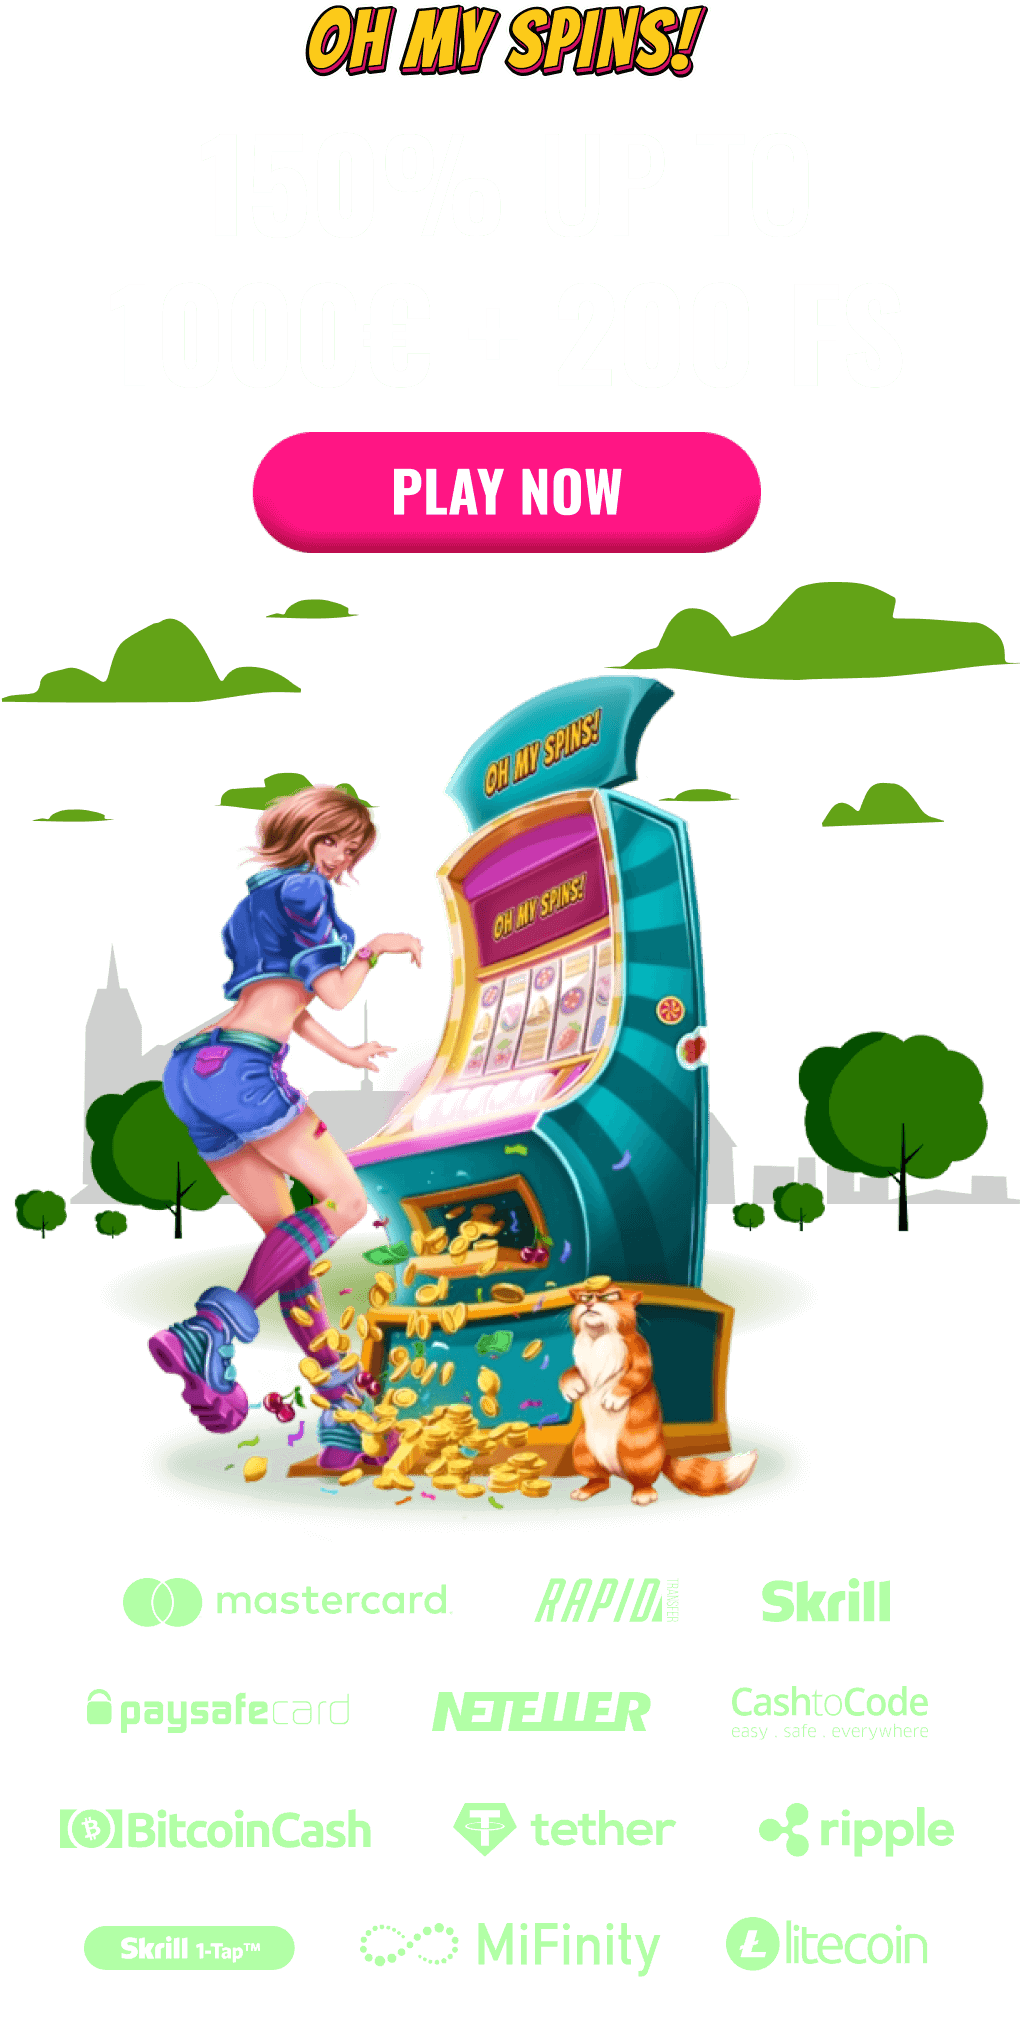 OH MY SPINS!
PLAY NOW
OH MY SPINS!
OH MY SPINS!
mastercard.
RAPID TRANSFER
Skrill
paysafecard
NETELLER
CashtoCode
easy . safe . everywhere
BitcoinCash
tether
ripple
Skrill 1-Tap™
MiFinity
litecoin